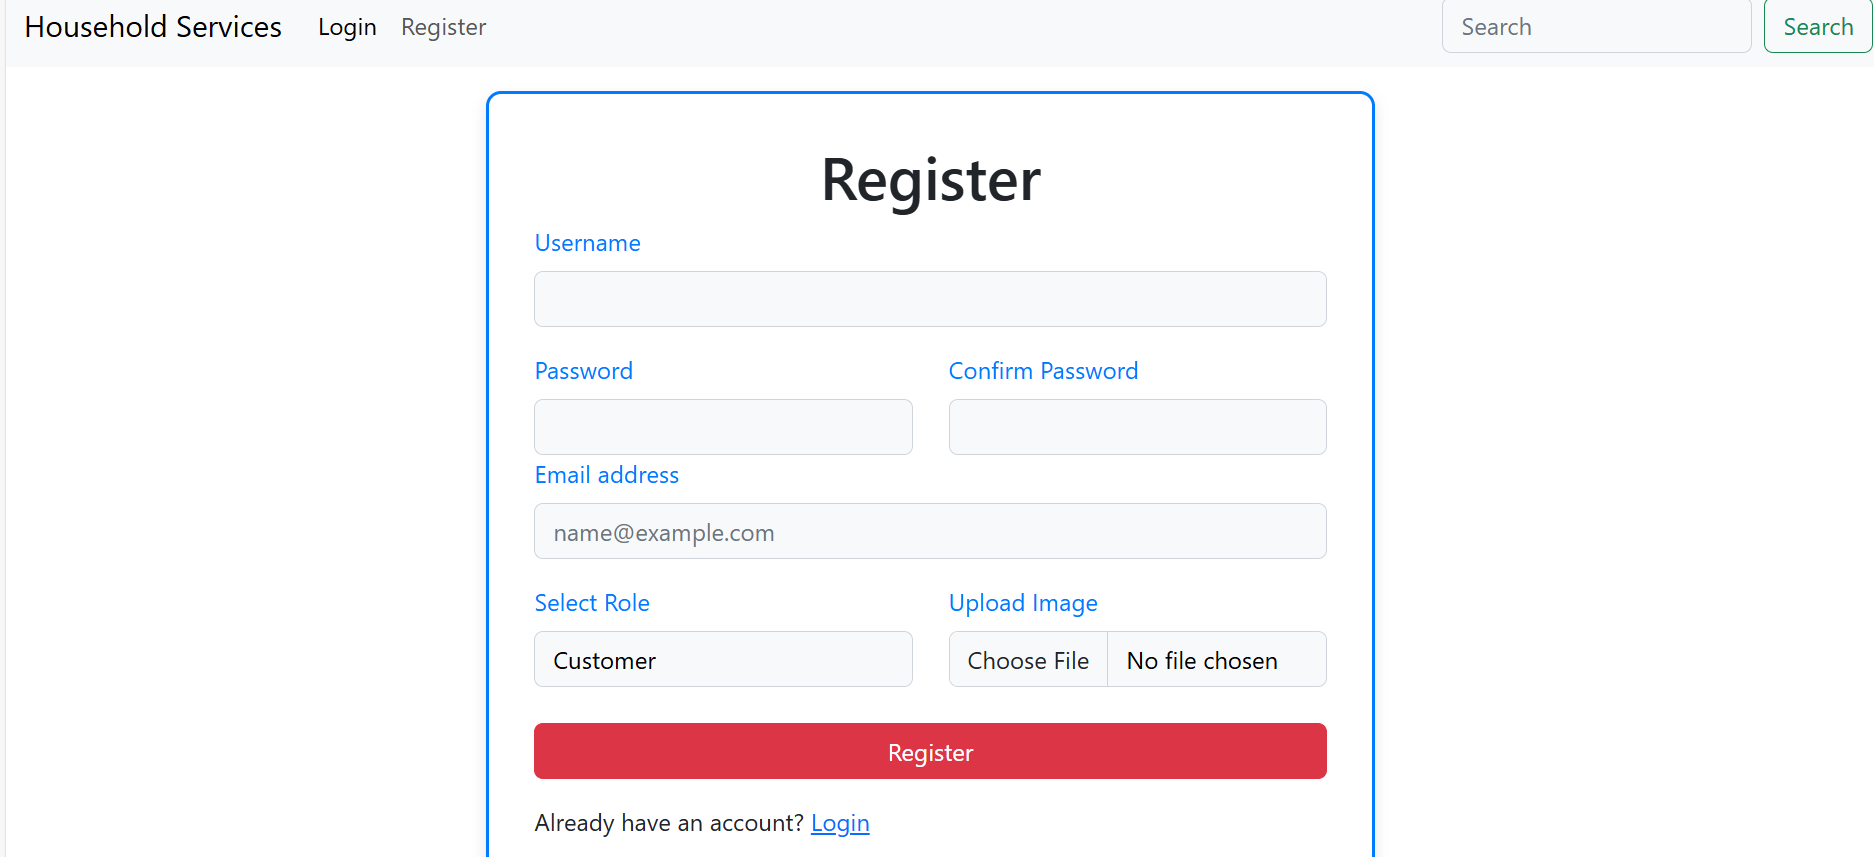 Household Services Login Register Search Search
Register
Username
Password Confirm Password
Email address
name@example.com
Select Role Upload Image
Customer Choose File No file chosen
Register
Already have an account? Login